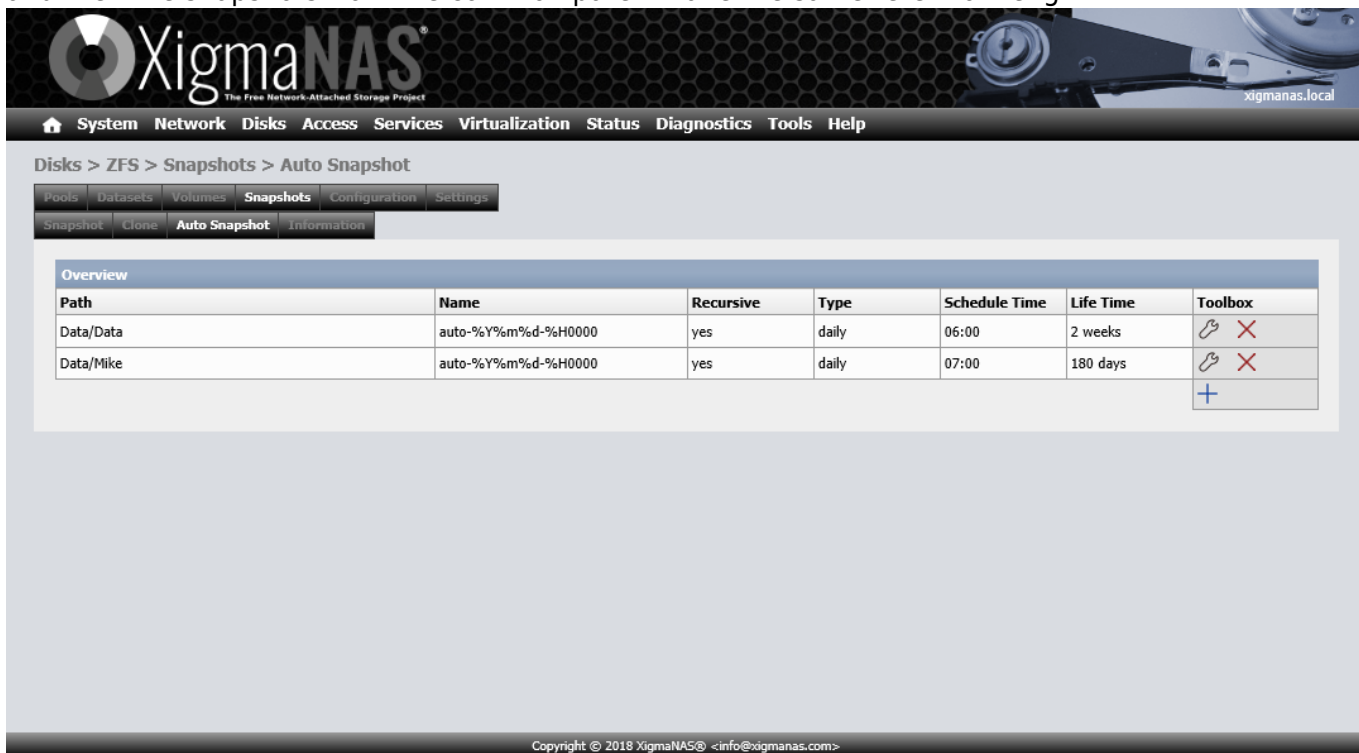 XigmaNAS®
The Free Network-Attached Storage Project
xigmanas.local
System Network Disks Access Services Virtualization Status Diagnostics Tools Help
Disks > ZFS > Snapshots > Auto Snapshot
Pools Datasets Volumes Snapshots Configuration Settings
Snapshot Clone Auto Snapshot Information
Overview
Path Name Recursive Type Schedule Time Life Time Toolbox
Data/Data auto-%Y%m%d-%H0000 yes daily 06:00 2 weeks
Data/Mike auto-%Y%m%d-%H0000 yes daily 07:00 180 days
Copyright © 2018 XigmaNAS® <info@xigmanas.com>